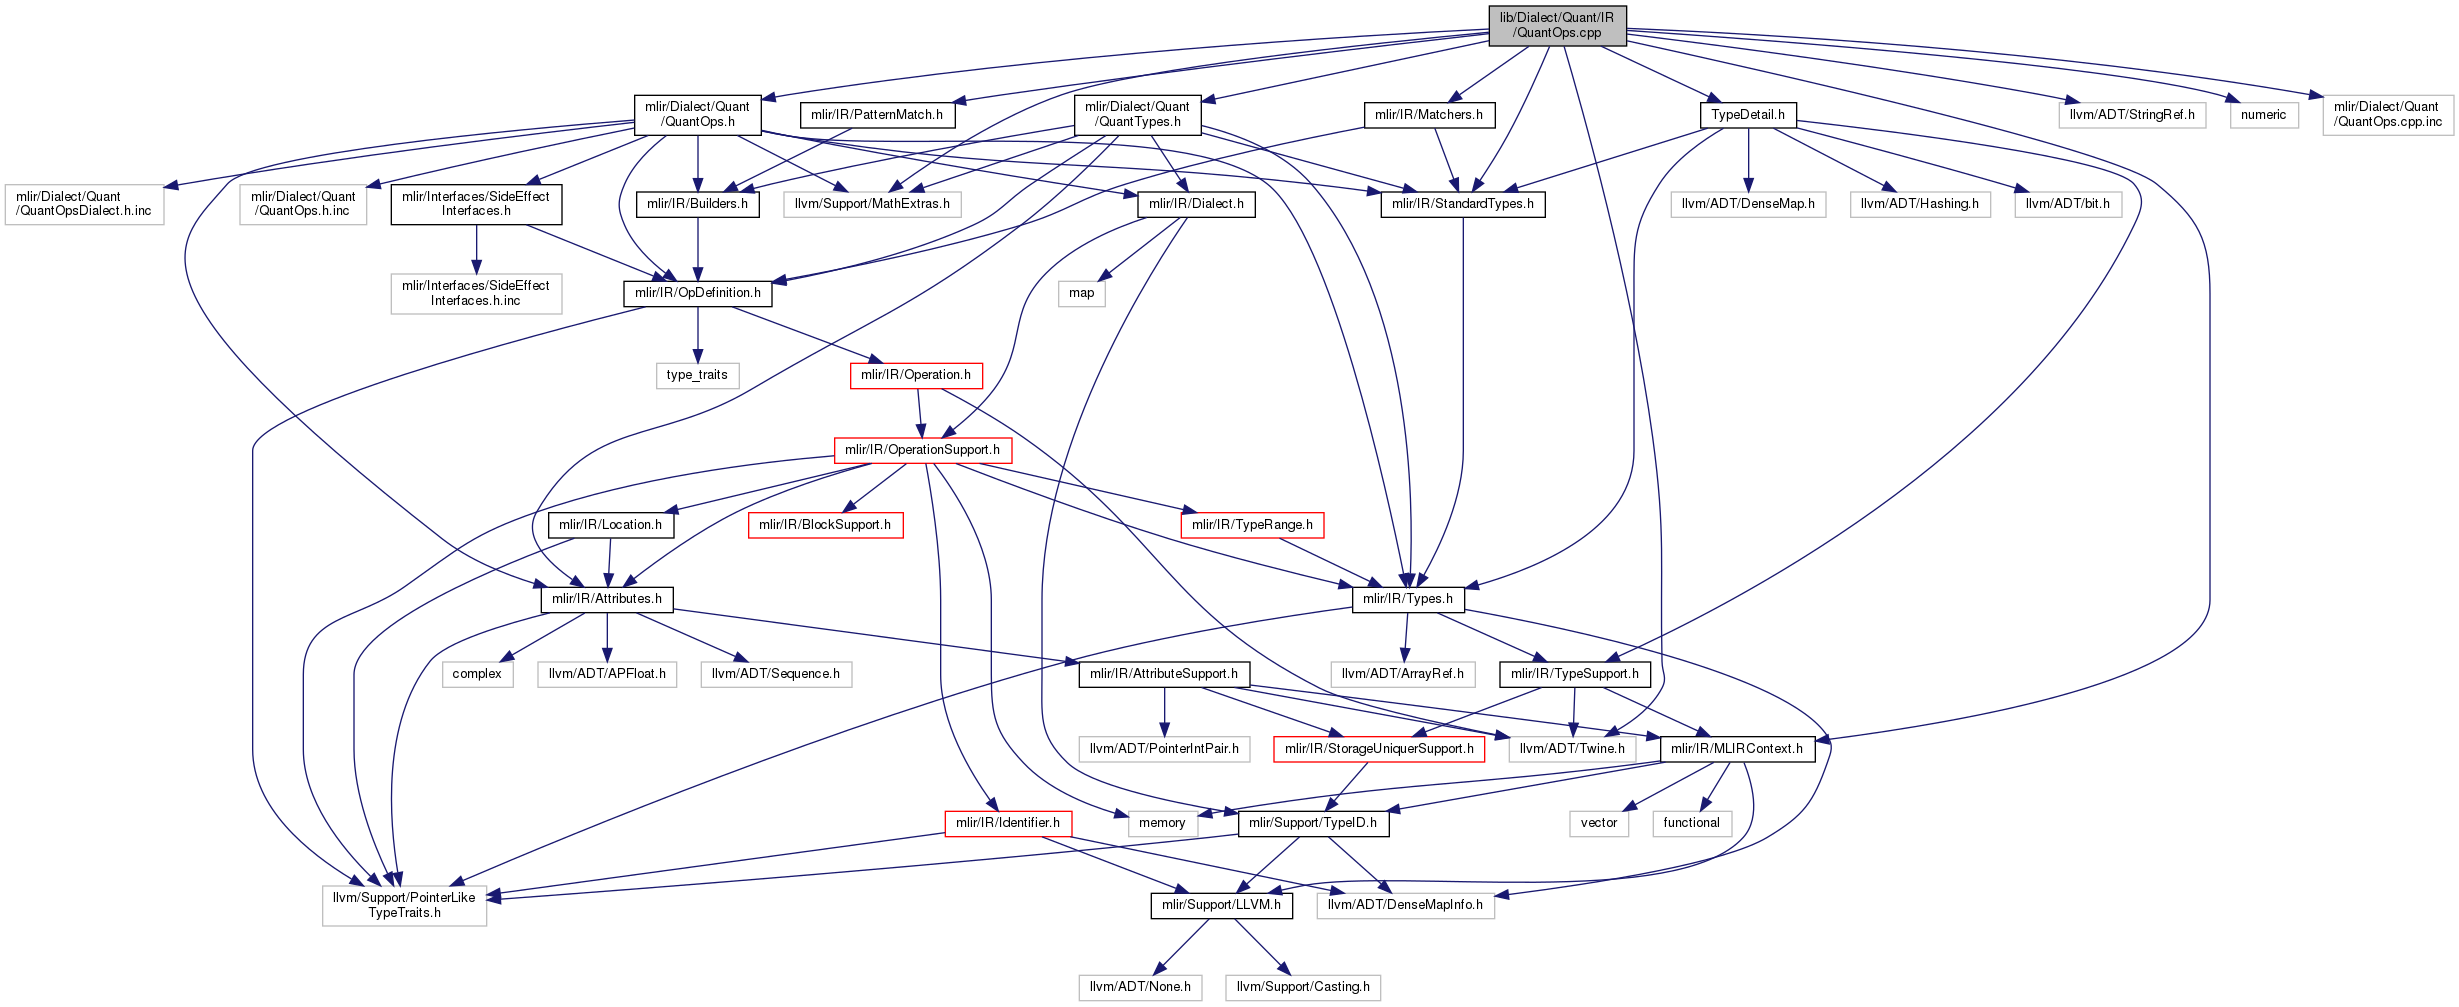 lib/Dialect/Quant/IR
/QuantOps.cpp
mlir/Dialect/Quant
/QuantOps.h
mlir/IR/PatternMatch.h
mlir/Dialect/Quant
/QuantTypes.h
mlir/IR/Matchers.h
TypeDetail.h
llvm/ADT/StringRef.h
numeric
mlir/Dialect/Quant
/QuantOps.cpp.inc
mlir/Dialect/Quant
/QuantOpsDialect.h.inc
mlir/Dialect/Quant
/QuantOps.h.inc
mlir/Interfaces/SideEffect
Interfaces.h
mlir/IR/Builders.h
llvm/Support/MathExtras.h
mlir/IR/Dialect.h
mlir/IR/StandardTypes.h
llvm/ADT/DenseMap.h
llvm/ADT/Hashing.h
llvm/ADT/bit.h
mlir/Interfaces/SideEffect
Interfaces.h.inc
mlir/IR/OpDefinition.h
map
type_traits
mlir/IR/Operation.h
mlir/IR/OperationSupport.h
mlir/IR/Location.h
mlir/IR/BlockSupport.h
mlir/IR/TypeRange.h
mlir/IR/Attributes.h
mlir/IR/Types.h
complex
llvm/ADT/APFloat.h
llvm/ADT/Sequence.h
mlir/IR/AttributeSupport.h
llvm/ADT/ArrayRef.h
mlir/IR/TypeSupport.h
llvm/ADT/PointerIntPair.h
mlir/IR/StorageUniquerSupport.h
llvm/ADT/Twine.h
mlir/IR/MLIRContext.h
mlir/IR/Identifier.h
memory
mlir/Support/TypeID.h
vector
functional
llvm/Support/PointerLike
TypeTraits.h
mlir/Support/LLVM.h
llvm/ADT/DenseMapInfo.h
llvm/ADT/None.h
llvm/Support/Casting.h